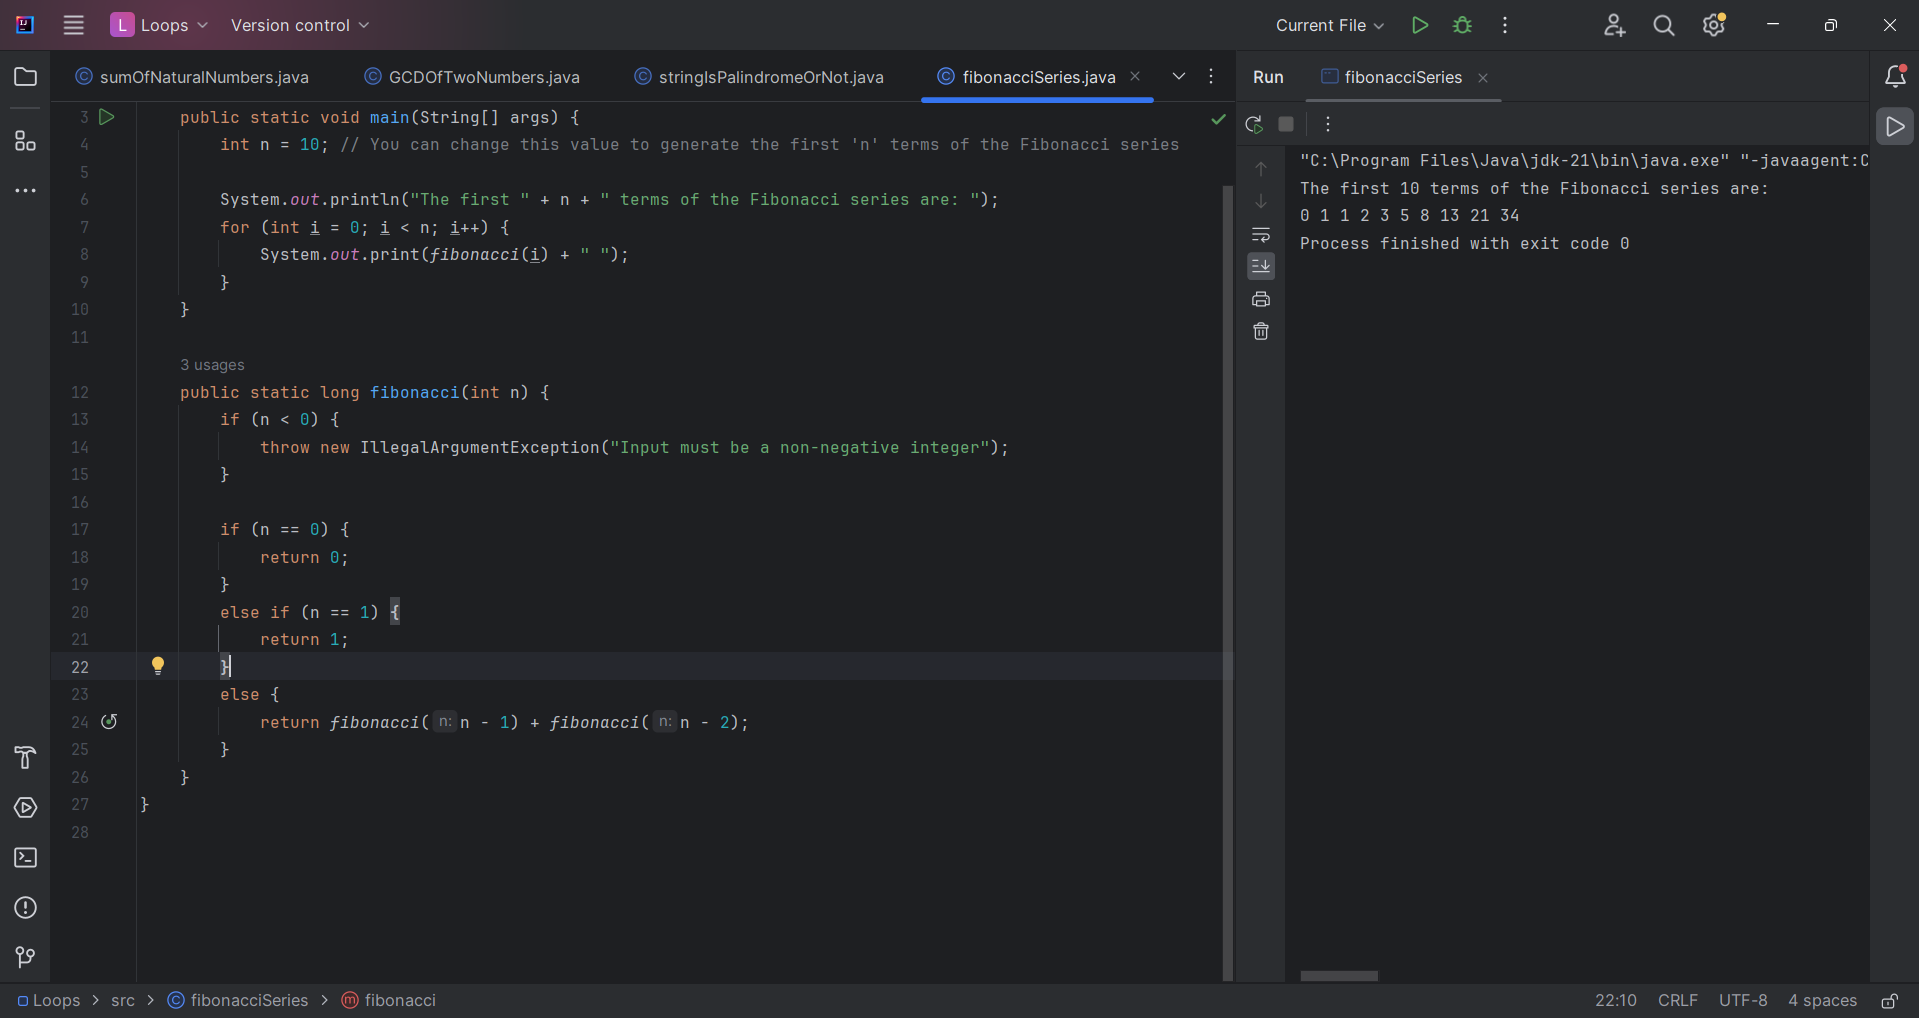 L Loops Version control Current File
sumOfNaturalNumbers.java GCDOfTwoNumbers.java stringIsPalindromeOrNot.java fibonacciSeries.java Run fibonacciSeries
3 public static void main(String[] args) {
4 int n = 10; // You can change this value to generate the first 'n' terms of the Fibonacci series
5
6 System.out.println("The first " + n + " terms of the Fibonacci series are: ");
7 for (int i = 0; i < n; i++) {
8 System.out.print(fibonacci(i) + " ");
9 }
10 }
11
3 usages
12 public static long fibonacci(int n) {
13 if (n < 0) {
14 throw new IllegalArgumentException("Input must be a non-negative integer");
15 }
16
17 if (n == 0) {
18 return 0;
19 }
20 else if (n == 1) {
21 return 1;
22 }
23 else {
24 return fibonacci( n: n - 1) + fibonacci( n: n - 2);
25 }
26 }
27 }
28
"C:\Program Files\Java\jdk-21\bin\java.exe" "-javaagent:C
The first 10 terms of the Fibonacci series are:
0 1 1 2 3 5 8 13 21 34
Process finished with exit code 0
Loops > src > fibonacciSeries > fibonacci 22:10 CRLF UTF-8 4 spaces